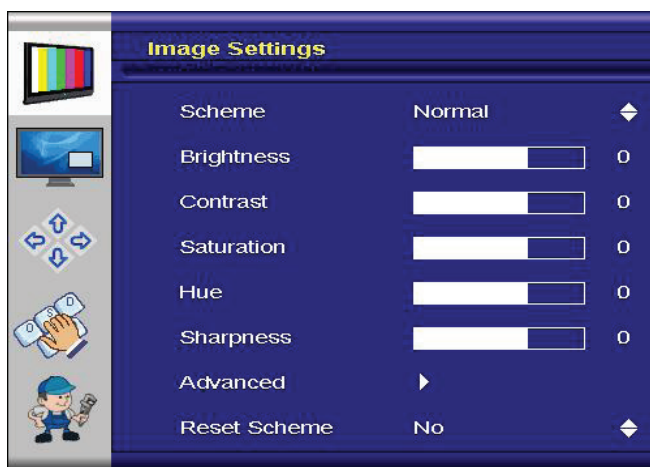 Image Settings
Scheme Normal
Brightness 0
Contrast 0
Saturation 0
Hue 0
Sharpness 0
Advanced
Reset Scheme No
O S D